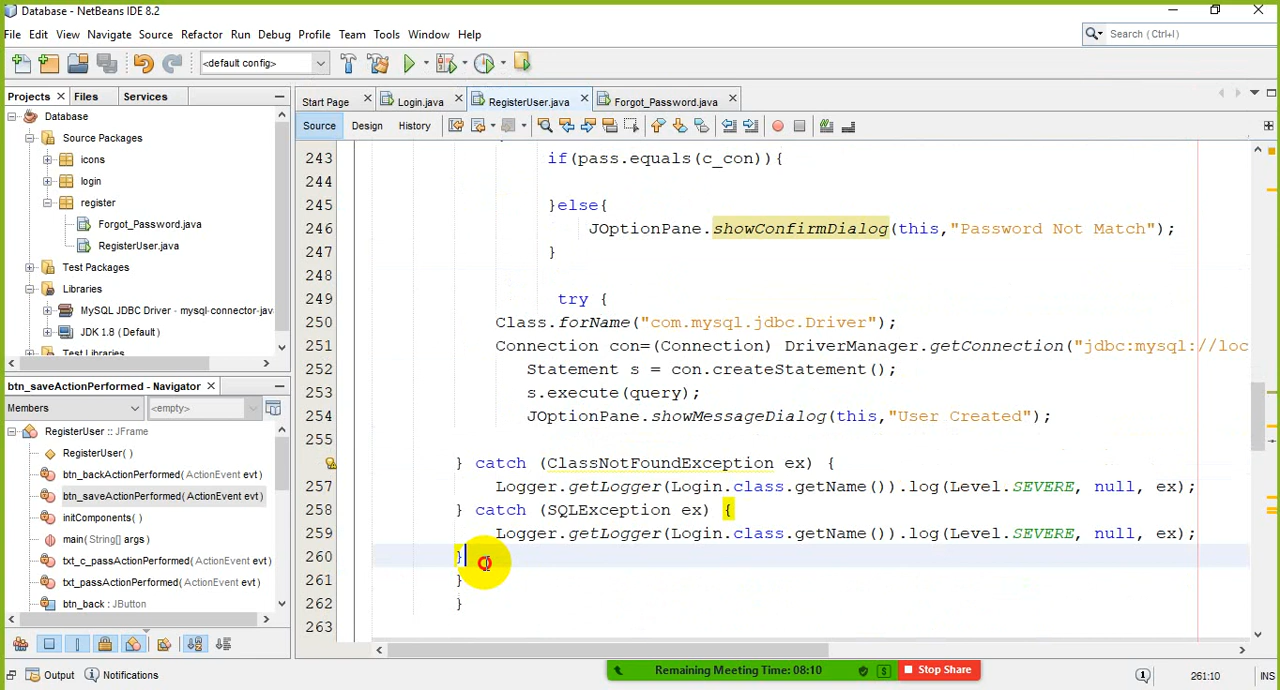 Database - NetBeans IDE 8.2
File Edit View Navigate Source Refactor Run Debug Profile Team Tools Window Help
Search (Ctrl+I)
<default config>
Projects Files Services
Start Page Login.java RegisterUser.java Forgot_Password.java
Source Design History
Database
Source Packages
icons
login
register
Forgot_Password.java
RegisterUser.java
Test Packages
Libraries
MySQL JDBC Driver - mysql-connector-jav
JDK 1.8 (Default)
Test Libraries
btn_saveActionPerformed - Navigator
Members <empty>
RegisterUser :: JFrame
RegisterUser()
btn_backActionPerformed(ActionEvent evt)
btn_saveActionPerformed(ActionEvent evt)
initComponents()
main(String[] args)
txt_c_passActionPerformed(ActionEvent evt)
txt_passActionPerformed(ActionEvent evt)
btn_back : JButton
243 if(pass.equals(c_con)){
244
245 }else{
246 JOptionPane.showConfirmDialog(this,"Password Not Match");
247 }
248
249 try {
250 Class.forName("com.mysql.jdbc.Driver");
251 Connection con=(Connection) DriverManager.getConnection("jdbc:mysql://loc
252 Statement s = con.createStatement();
253 s.execute(query);
254 JOptionPane.showMessageDialog(this,"User Created");
255
} catch (ClassNotFoundException ex) {
257 Logger.getLogger(Login.class.getName()).log(Level.SEVERE, null, ex);
258 } catch (SQLException ex) {
259 Logger.getLogger(Login.class.getName()).log(Level.SEVERE, null, ex);
260 }
261 }
262 }
263
Output Notifications
Remaining Meeting Time: 08:10 Stop Share
261:10 INS